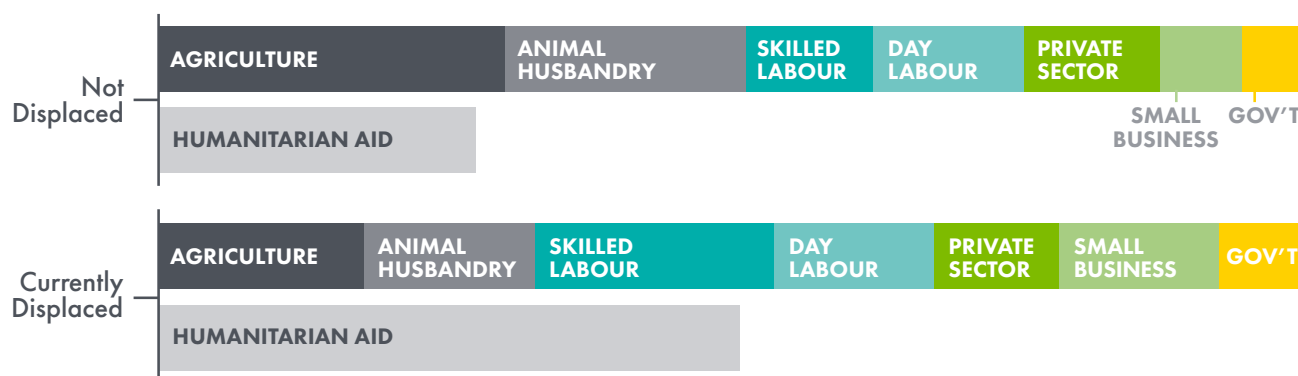 AGRICULTURE
ANIMAL
HUSBANDRY
SKILLED
LABOUR
DAY
LABOUR
PRIVATE
SECTOR
Not
Displaced
SMALL
BUSINESS
GOV'T
HUMANITARIAN AID
AGRICULTURE
ANIMAL
HUSBANDRY
SKILLED
LABOUR
DAY
LABOUR
PRIVATE
SECTOR
SMALL
BUSINESS
GOV'T
Currently
Displaced
HUMANITARIAN AID